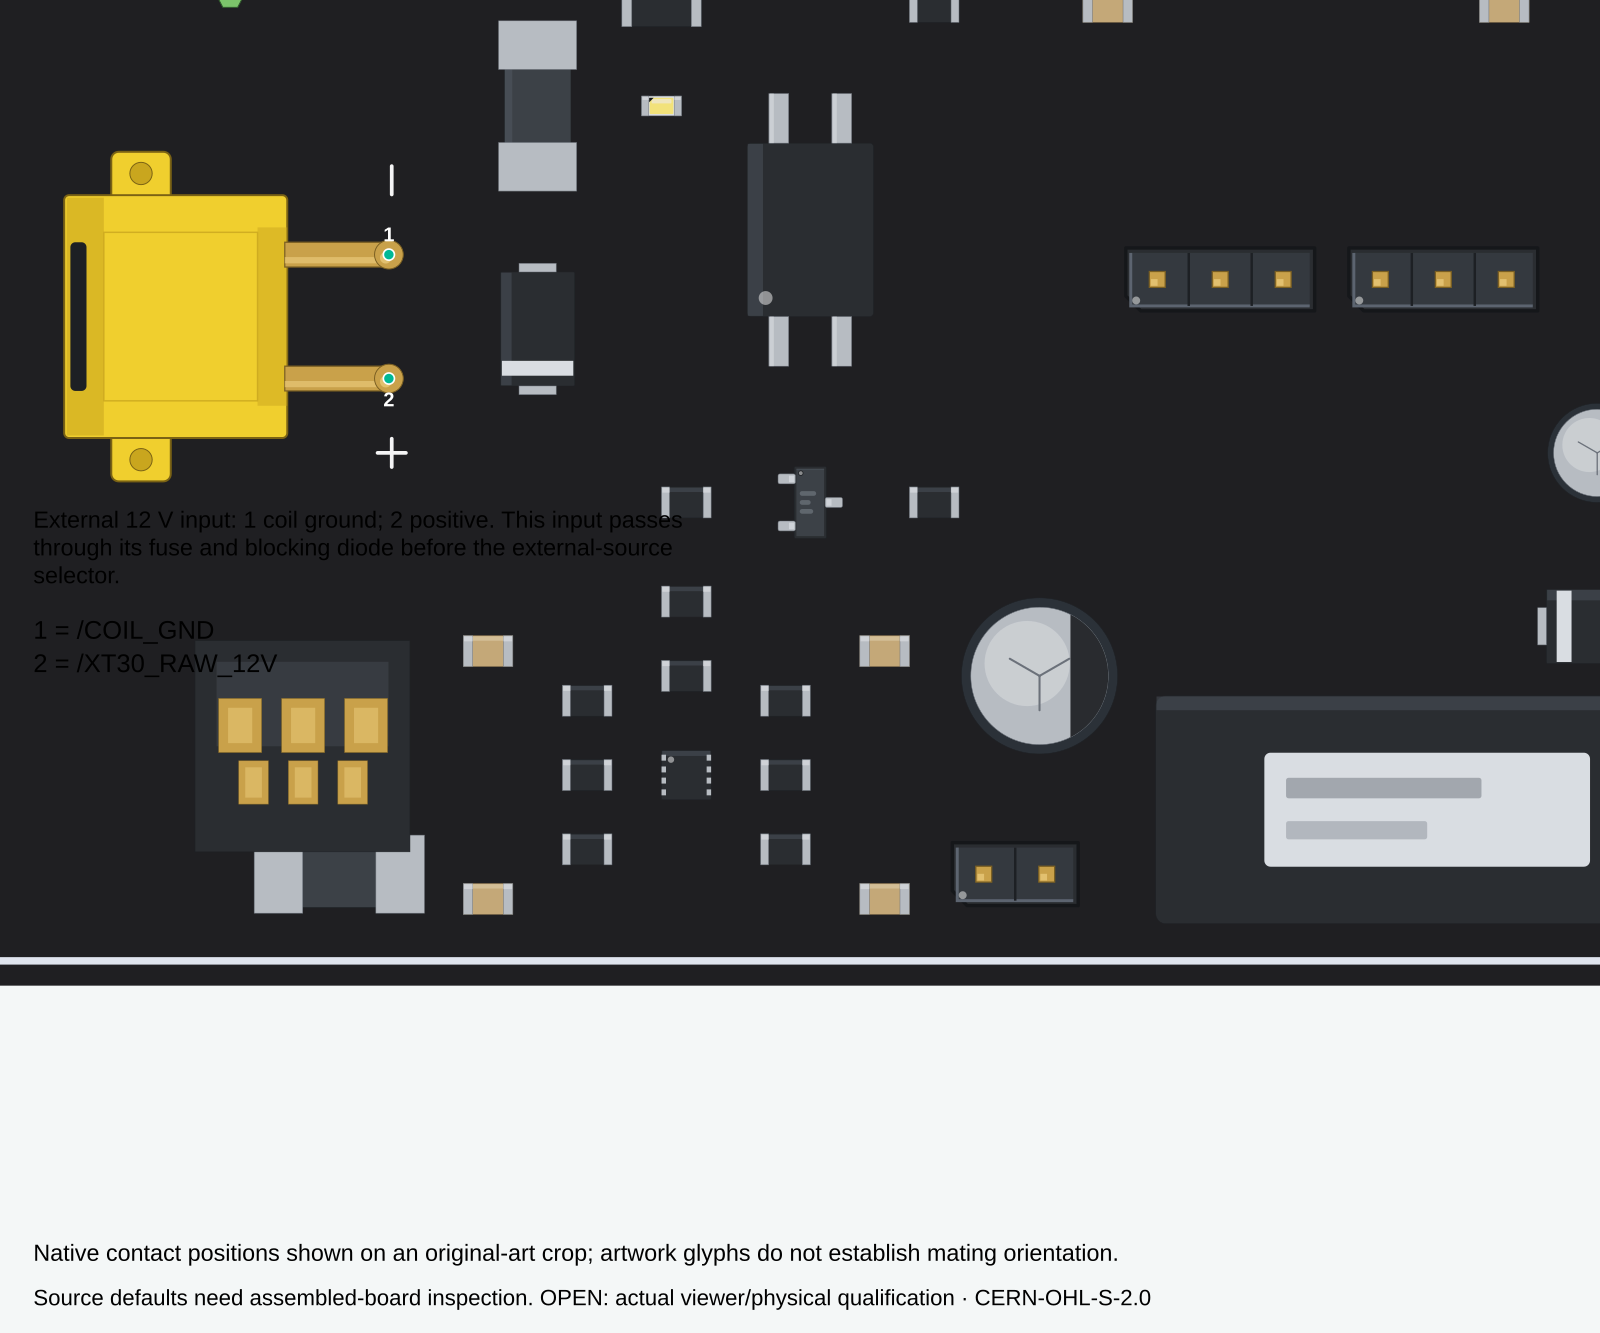 1
2
External 12 V input: 1 coil ground; 2 positive. This input passes
through its fuse and blocking diode before the external-source
selector.
1 = /COIL_GND
2 = /XT30_RAW_12V
Native contact positions shown on an original-art crop; artwork glyphs do not establish mating orientation.
Source defaults need assembled-board inspection. OPEN: actual viewer/physical qualification · CERN-OHL-S-2.0